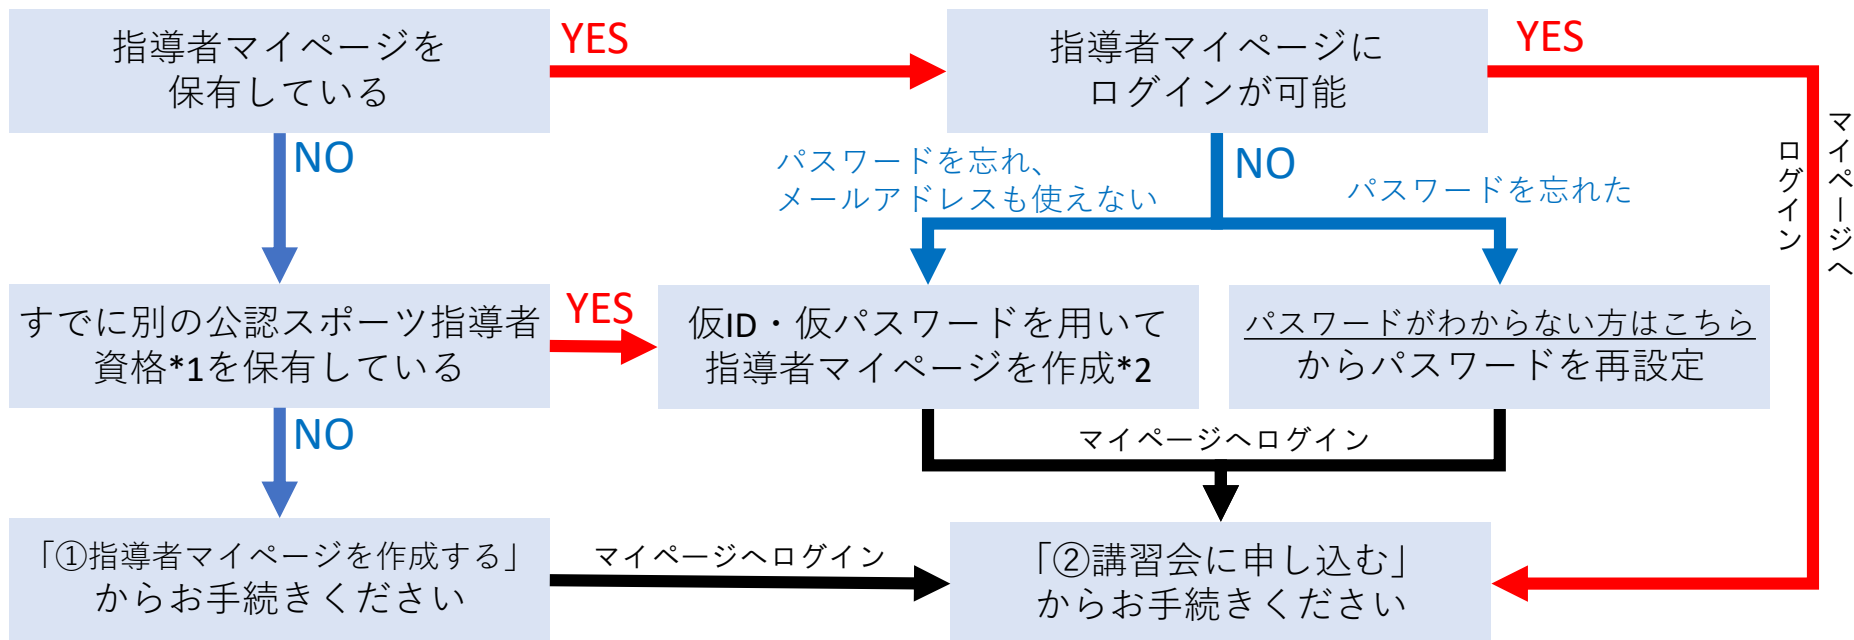 指導者マイページを
保有している
YES
指導者マイページに
ログインが可能
YES
マイページへ
ログイン
NO
パスワードを忘れ、
メールアドレスも使えない
NO
パスワードを忘れた
すでに別の公認スポーツ指導者
資格*1を保有している
YES
仮ID・仮パスワードを用いて
指導者マイページを作成*2
パスワードがわからない方はこちら
からパスワードを再設定
NO
マイページへログイン
「①指導者マイページを作成する」
からお手続きください
マイページへログイン
「②講習会に申し込む」
からお手続きください